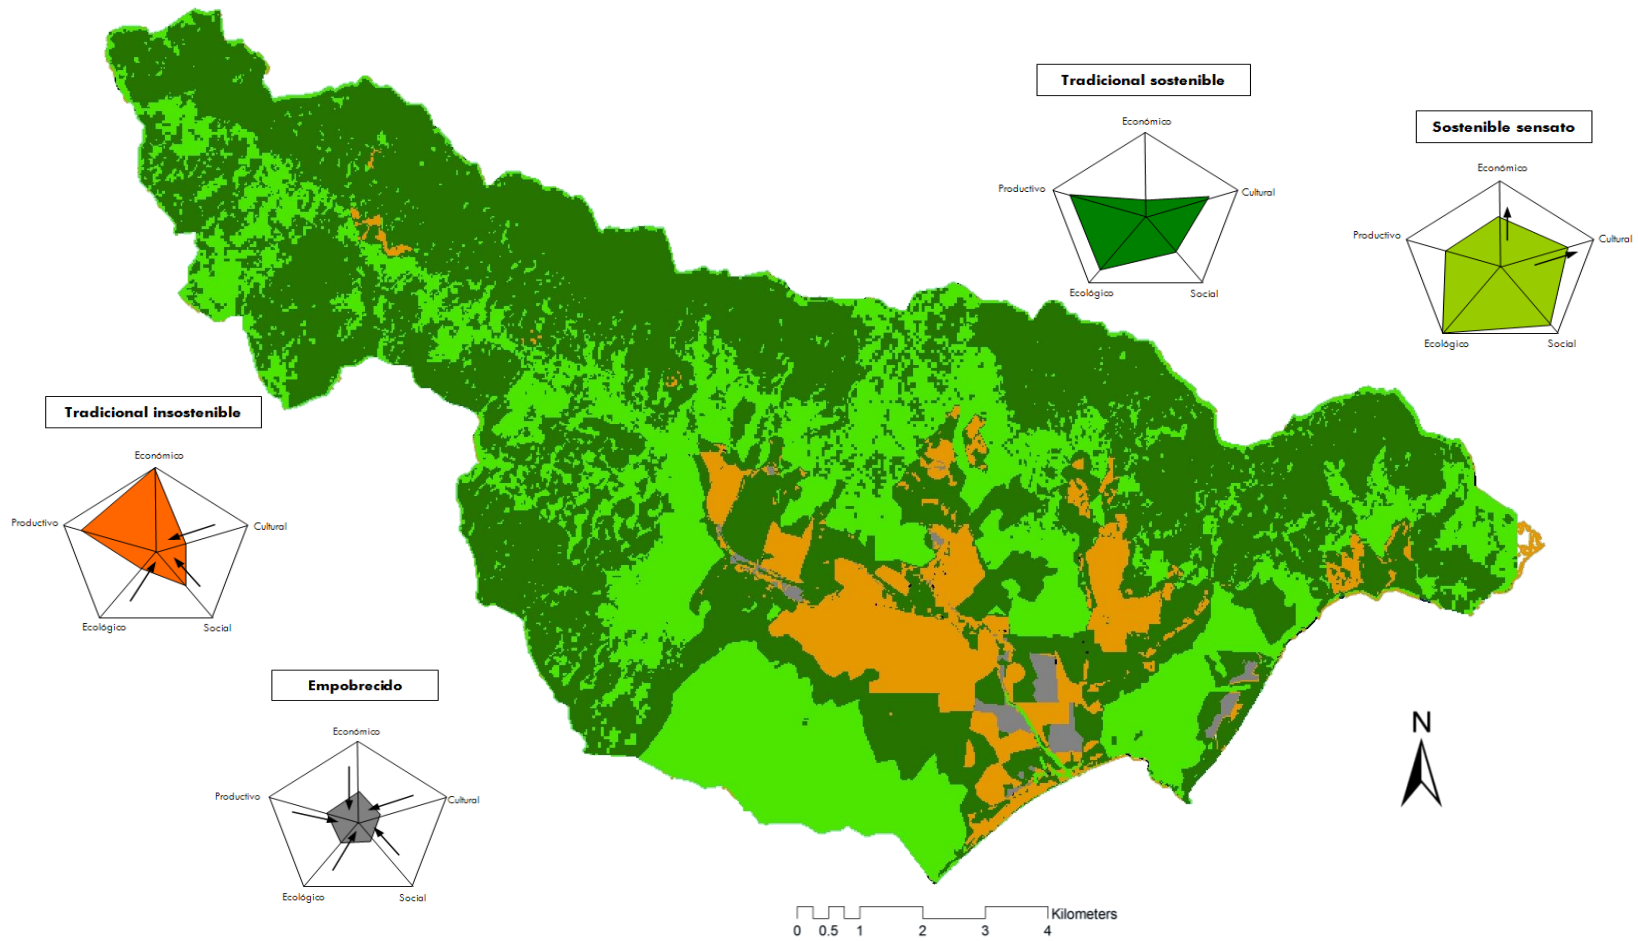 Tradicional sostenible
Económico
Productivo
Cultural
Ecológico
Social
Sostenible sensato
Económico
Productivo
Cultural
Ecológico
Social
Tradicional insostenible
Económico
Productivo
Cultural
Ecológico
Social
Empobrecido
Económico
Productivo
Cultural
Ecológico
Social
N
Kilometers
0 0.5 1 2 3 4